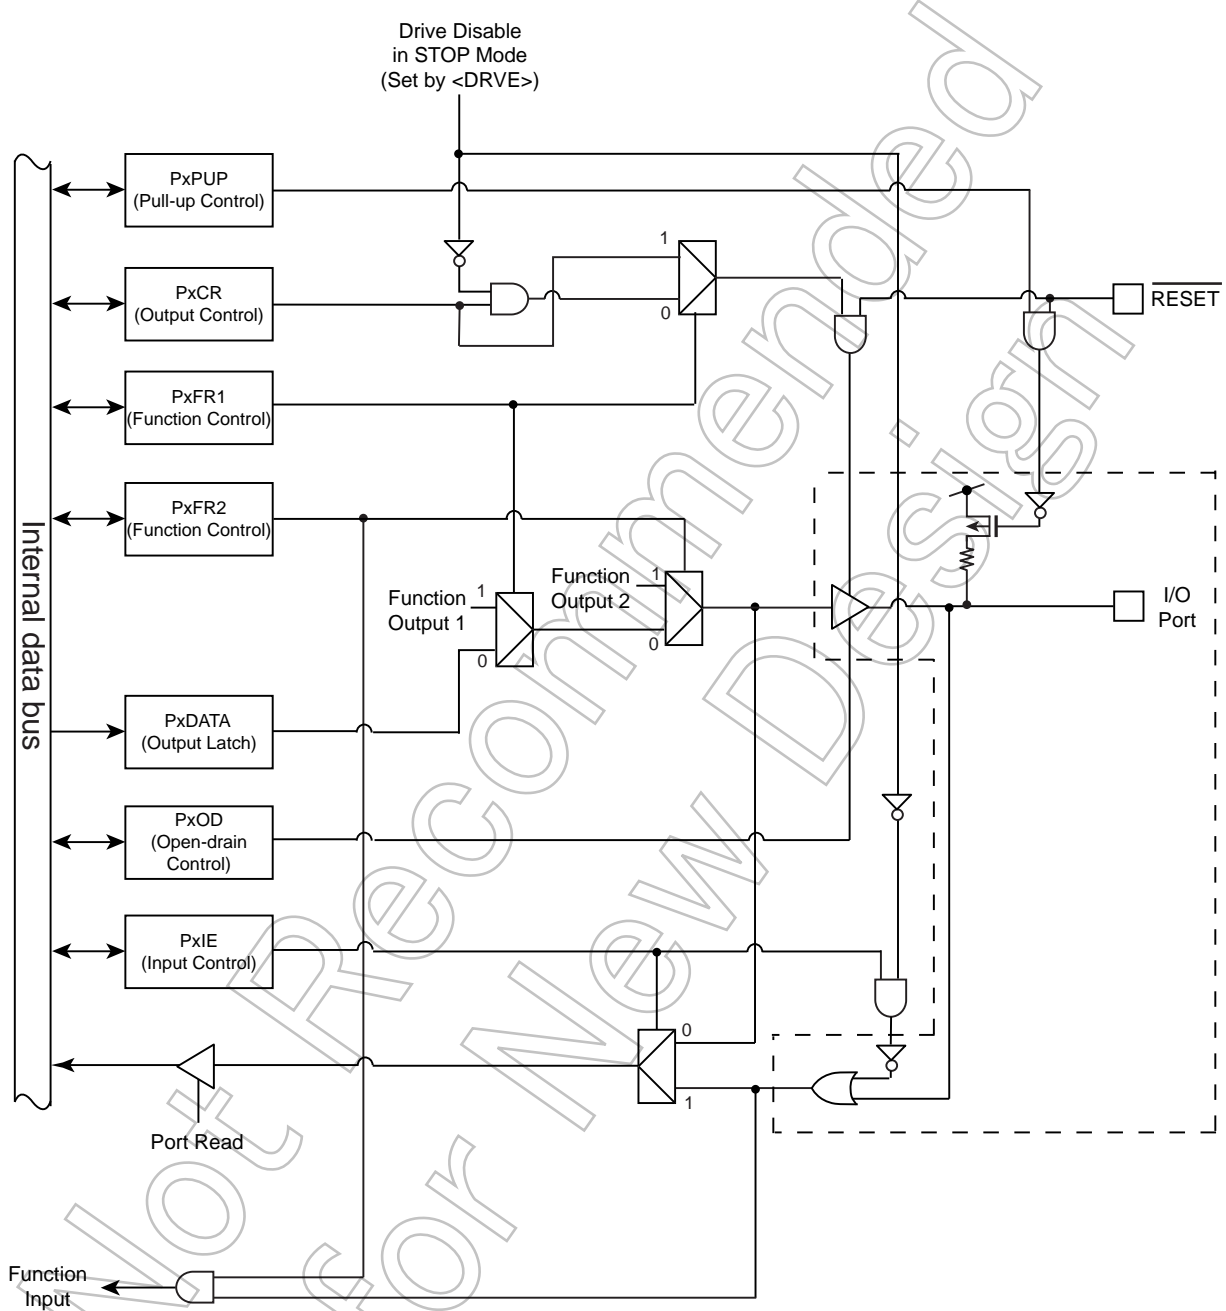 Drive Disable
in STOP Mode
(Set by <DRVE>)
PxPUP
(Pull-up Control)
1
PxCR
(Output Control)
0
RESET
PxFR1
(Function Control)
PxFR2
(Function Control)
Internal data bus
Function
Output 1
1
0
Function
Output 2
1
0
I/O
Port
PxDATA
(Output Latch)
PxOD
(Open-drain
Control)
PxIE
(Input Control)
0
1
Port Read
Function
Input
Not Recommended
for New Design